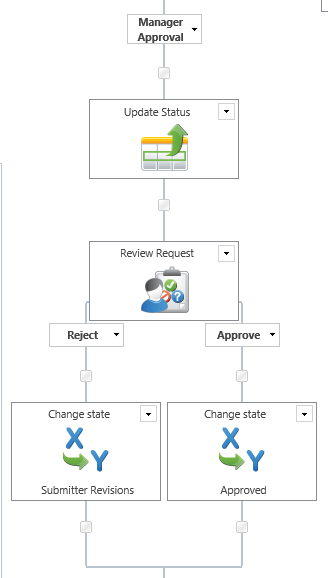 Manager
Approval
Update Status
Review Request
Reject
Approve
Change state
Change state
X
Y
X
Y
Submitter Revisions
Approved